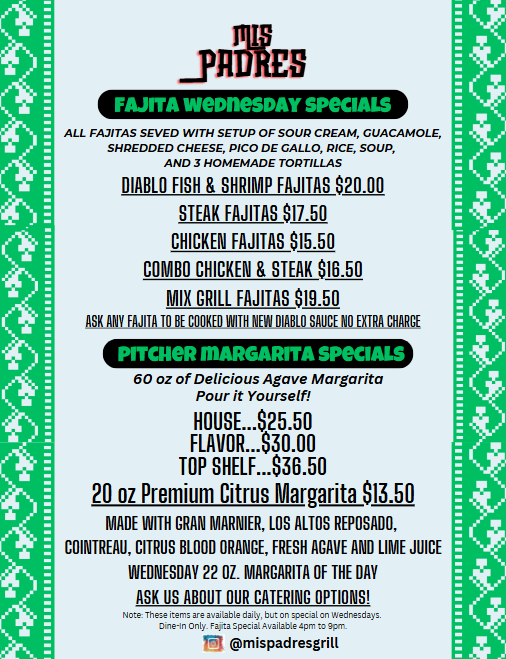 MIS
PADRES
FAJITA WEDNESDAY SPECIALS
ALL FAJITAS SEVED WITH SETUP OF SOUR CREAM, GUACAMOLE,
SHREDDED CHEESE, PICO DE GALLO, RICE, SOUP,
AND 3 HOMEMADE TORTILLAS
DIABLO FISH & SHRIMP FAJITAS $20.00
STEAK FAJITAS $17.50
CHICKEN FAJITAS $15.50
COMBO CHICKEN & STEAK $16.50
MIX GRILL FAJITAS $19.50
ASK ANY FAJITA TO BE COOKED WITH NEW DIABLO SAUCE NO EXTRA CHARGE
PITCHER MARGARITA SPECIALS
60 oz of Delicious Agave Margarita
Pour it Yourself!
HOUSE...$25.50
FLAVOR...$30.00
TOP SHELF...$36.50
20 oz Premium Citrus Margarita $13.50
MADE WITH GRAN MARNIER, LOS ALTOS REPOSADO,
COINTREAU, CITRUS BLOOD ORANGE, FRESH AGAVE AND LIME JUICE
WEDNESDAY 22 OZ. MARGARITA OF THE DAY
ASK US ABOUT OUR CATERING OPTIONS!
Note: These items are available daily, but on special on Wednesdays.
Dine-In Only. Fajita Special Available 4pm to 9pm.
@mispadresgrill